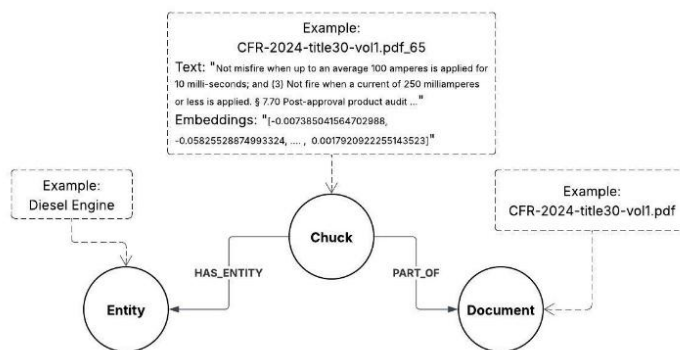 Example:
CFR-2024-title30-vol1.pdf_65
Text: "Not misfire when up to an average 100 amperes is applied for
10 milli-seconds; and (3) Not fire when a current of 250 milliamperes
or less is applied. § 7.70 Post-approval product audit ..."
Embeddings: "[-0.007385041564702988,
-0.05825528874993324, .... , 0.0017920922255143523]"
Example:
Diesel Engine
Example:
CFR-2024-title30-vol1.pdf
Chuck
HAS_ENTITY
PART_OF
Entity
Document